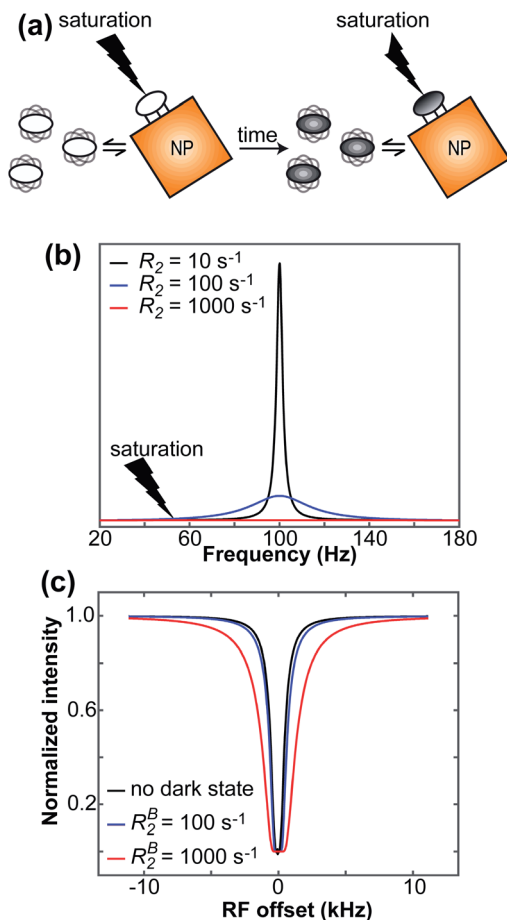 (a)
saturation
saturation
NP
time
NP
(b)
R₂ = 10 s⁻¹
R₂ = 100 s⁻¹
R₂ = 1000 s⁻¹
saturation
20 60 100 140 180
Frequency (Hz)
(c)
1.0
0.6
0.2
Normalized intensity
no dark state
R₂ᴮ = 100 s⁻¹
R₂ᴮ = 1000 s⁻¹
-10 0 10
RF offset (kHz)